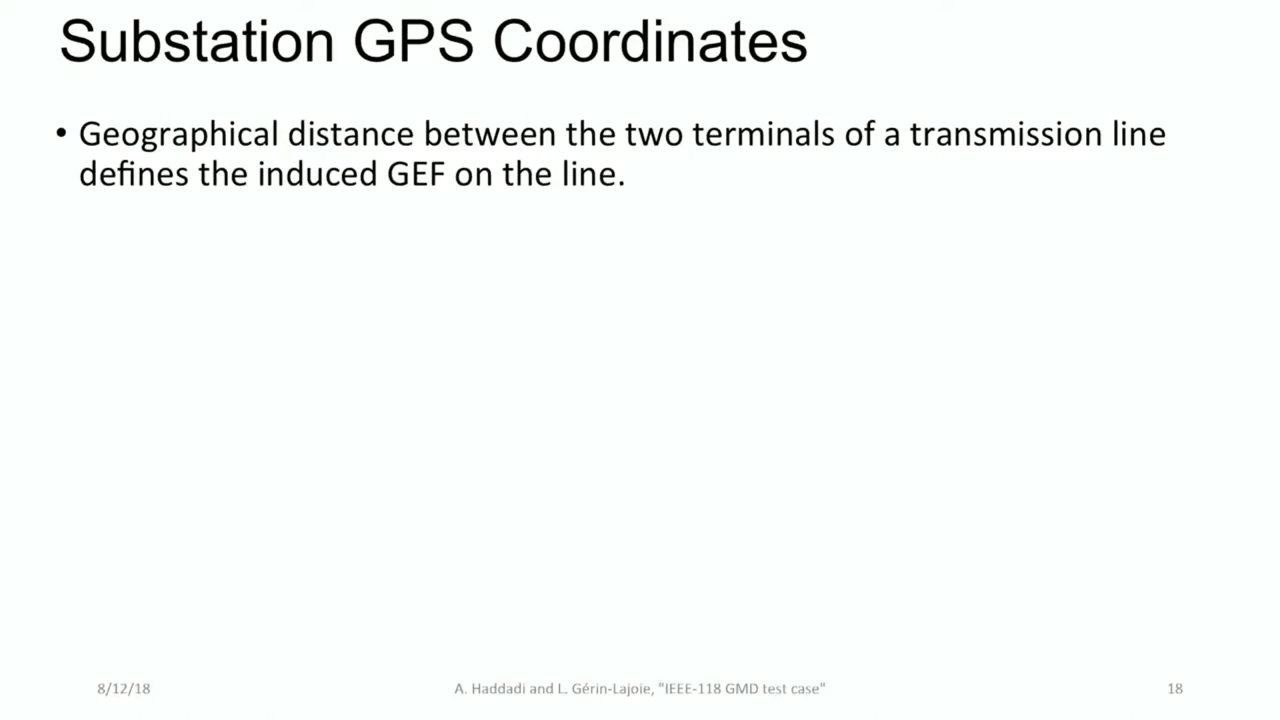 Substation GPS Coordinates
• Geographical distance between the two terminals of a transmission line
defines the induced GEF on the line.
8/12/18
A. Haddadi and L. Gérin-Lajoie, "IEEE-118 GMD test case"
18